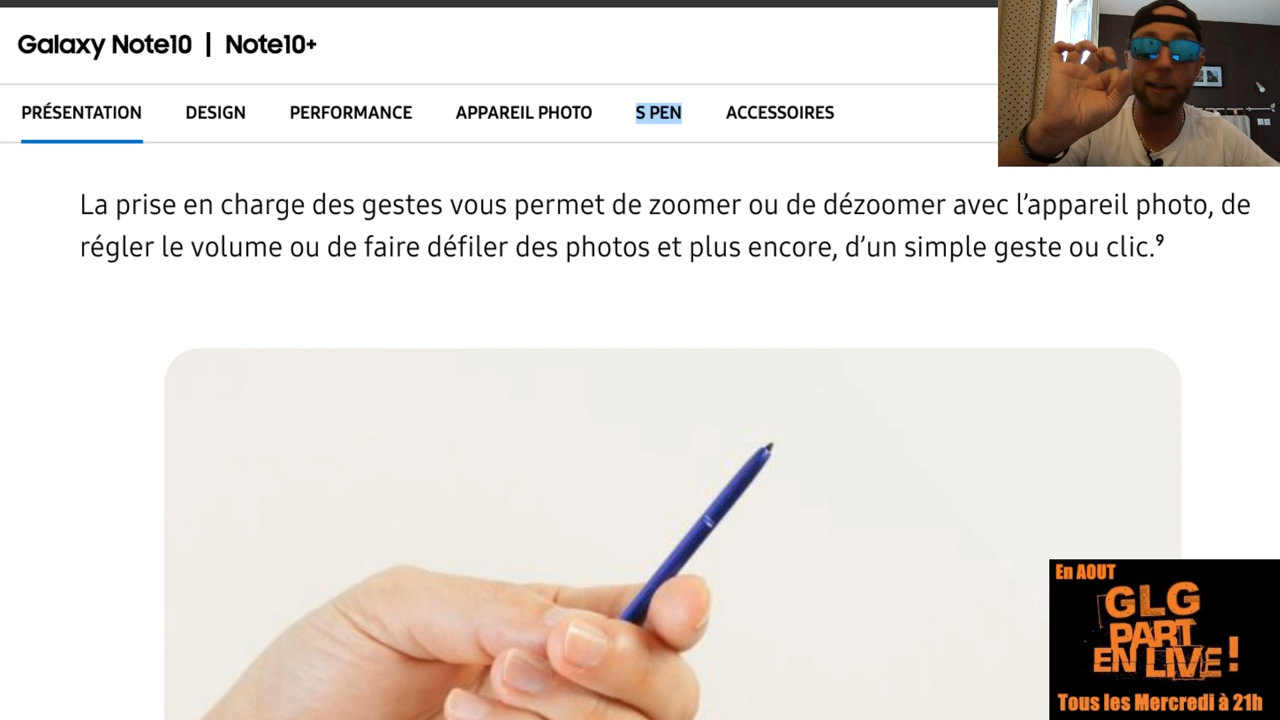 Galaxy Note10 | Note10+
PRÉSENTATION DESIGN PERFORMANCE APPAREIL PHOTO S PEN ACCESSOIRES
La prise en charge des gestes vous permet de zoomer ou de dézoomer avec l’appareil photo, de
régler le volume ou de faire défiler des photos et plus encore, d’un simple geste ou clic.⁹
En AOUT
GLG
PART
EN LIVE !
Tous les Mercredi à 21h